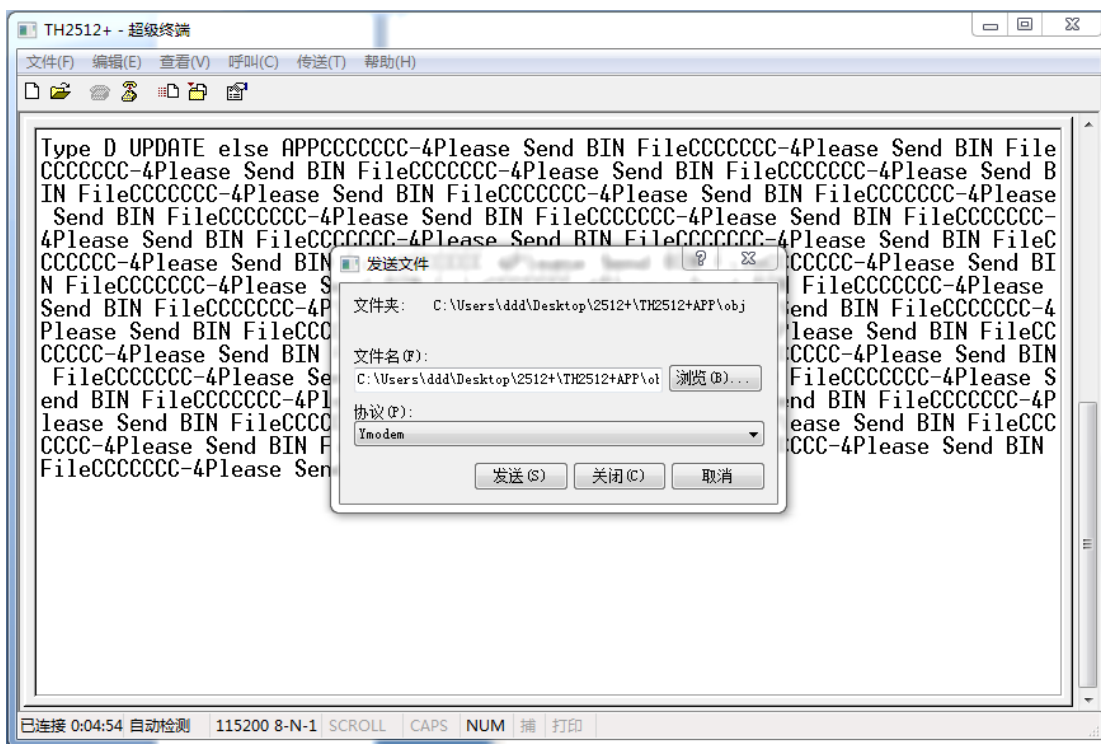 TH2512+ - 超级终端
文件(F) 编辑(E) 查看(V) 呼叫(C) 传送(T) 帮助(H)
Type D UPDATE else APPCCCCCCC-4Please Send BIN FileCCCCCCC-4Please Send BIN File
CCCCCCC-4Please Send BIN FileCCCCCCC-4Please Send BIN FileCCCCCCC-4Please Send B
IN FileCCCCCCC-4Please Send BIN FileCCCCCCC-4Please Send BIN FileCCCCCCC-4Please
Send BIN FileCCCCCCC-4Please Send BIN FileCCCCCCC-4Please Send BIN FileCCCCCCC-
4Please Send BIN FileCCCCCCC-4Please Send BIN FileCCCCCCC-4Please Send BIN FileC
CCCCCC-4Please Send BIN CCCCCC-4Please Send BI
N FileCCCCCCC-4Please S FileCCCCCCC-4Please
Send BIN FileCCCCCCC-4P end BIN FileCCCCCCC-4
Please Send BIN FileCCC lease Send BIN FileCC
CCCCC-4Please Send BIN CCCC-4Please Send BIN
FileCCCCCCC-4Please Se FileCCCCCCC-4Please S
end BIN FileCCCCCCC-4Pl nd BIN FileCCCCCCC-4P
lease Send BIN FileCCCC ease Send BIN FileCCC
CCCC-4Please Send BIN F CCC-4Please Send BIN
FileCCCCCCC-4Please Sen
发送文件
文件夹: C:\Users\ddd\Desktop\2512+\TH2512+APP\obj
文件名(F):
C:\Users\ddd\Desktop\2512+\TH2512+APP\ob 浏览(B)...
协议(P):
Ymodem
发送(S) 关闭(C) 取消
已连接 0:04:54 自动检测 115200 8-N-1 SCROLL CAPS NUM 捕 打印